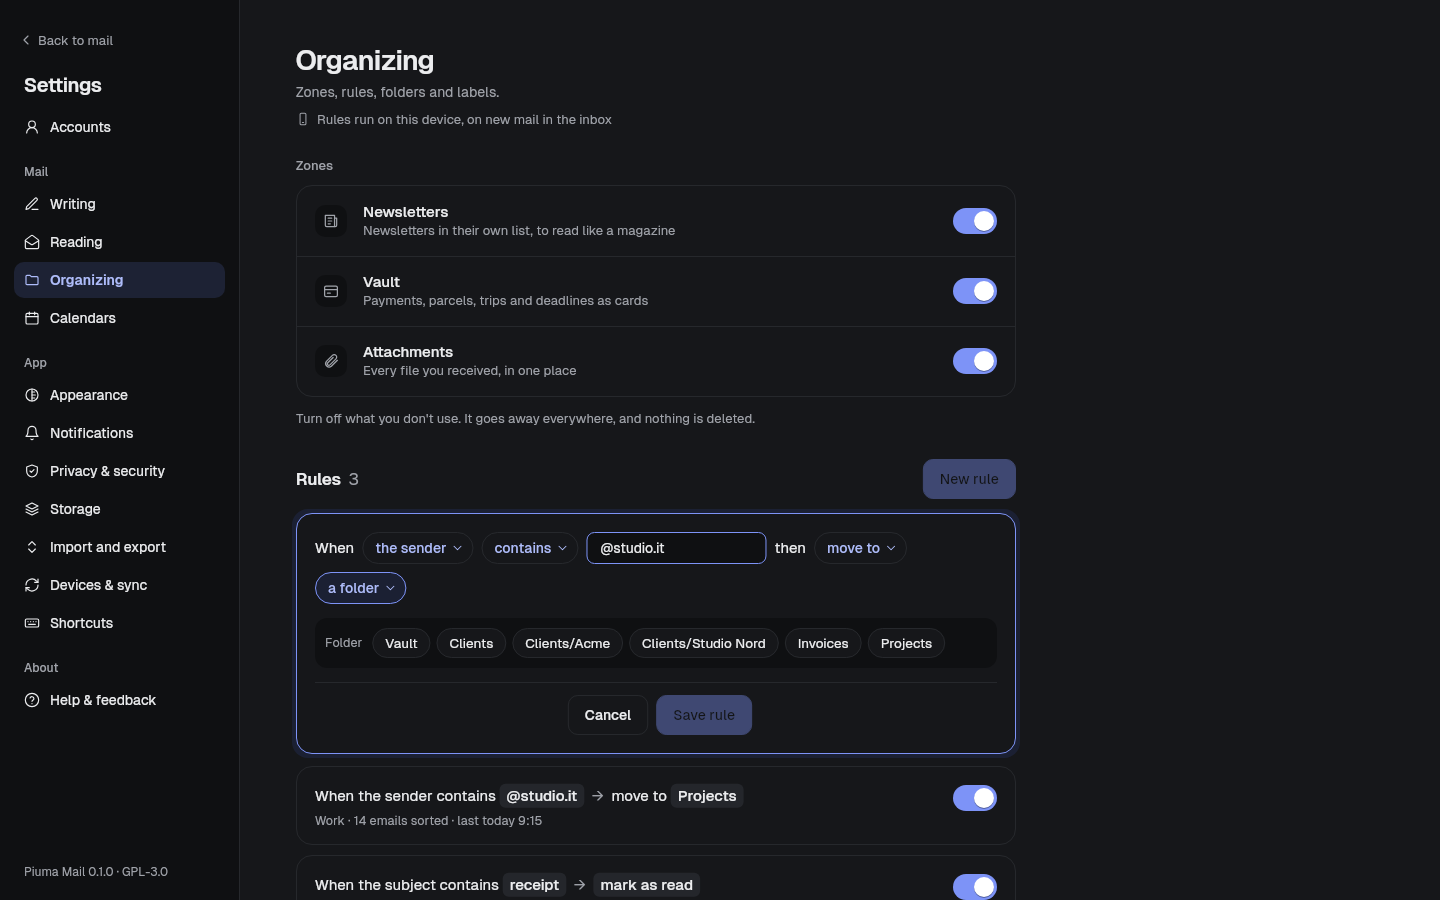 Back to mail
Settings
Accounts
Mail
Writing
Reading
Organizing
Calendars
App
Appearance
Notifications
Privacy & security
Storage
Import and export
Devices & sync
Shortcuts
About
Help & feedback
Piuma Mail 0.1.0 · GPL-3.0
Organizing
Zones, rules, folders and labels.
Rules run on this device, on new mail in the inbox
Zones
Newsletters
Newsletters in their own list, to read like a magazine
Vault
Payments, parcels, trips and deadlines as cards
Attachments
Every file you received, in one place
Turn off what you don't use. It goes away everywhere, and nothing is deleted.
Rules 3 New rule
When the sender contains @studio.it then move to
a folder
Folder Vault Clients Clients/Acme Clients/Studio Nord Invoices Projects
Cancel Save rule
When the sender contains @studio.it → move to Projects
Work · 14 emails sorted · last today 9:15
When the subject contains receipt → mark as read